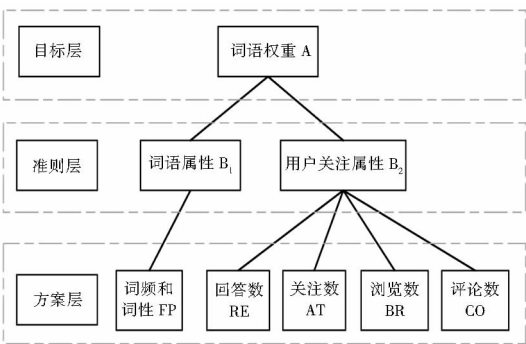 目标层
词语权重 A
准则层
词语属性 B₁
用户关注属性 B₂
方案层
词频和
词性 FP
回答数
RE
关注数
AT
浏览数
BR
评论数
CO